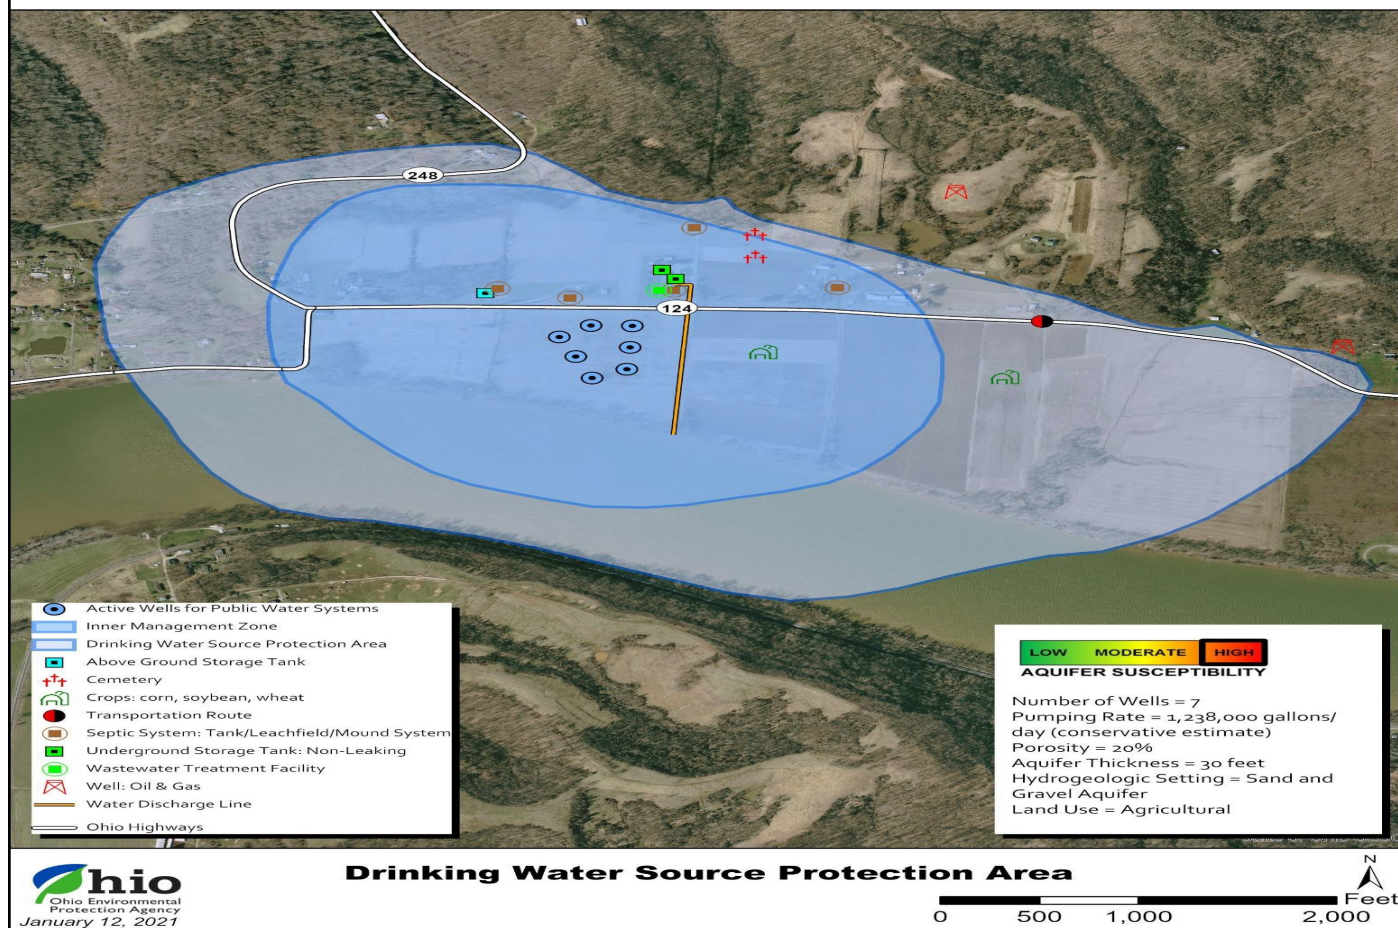 248
124
Active Wells for Public Water Systems
Inner Management Zone
Drinking Water Source Protection Area
Above Ground Storage Tank
Cemetery
Crops: corn, soybean, wheat
Transportation Route
Septic System: Tank/Leachfield/Mound System
Underground Storage Tank: Non-Leaking
Wastewater Treatment Facility
Well: Oil & Gas
Water Discharge Line
Ohio Highways
LOW MODERATE HIGH
AQUIFER SUSCEPTIBILITY
Number of Wells = 7
Pumping Rate = 1,238,000 gallons/
day (conservative estimate)
Porosity = 20%
Aquifer Thickness = 30 feet
Hydrogeologic Setting = Sand and
Gravel Aquifer
Land Use = Agricultural
Ohio
Ohio Environmental
Protection Agency
January 12, 2021
Drinking Water Source Protection Area
N
Feet
0 500 1,000 2,000